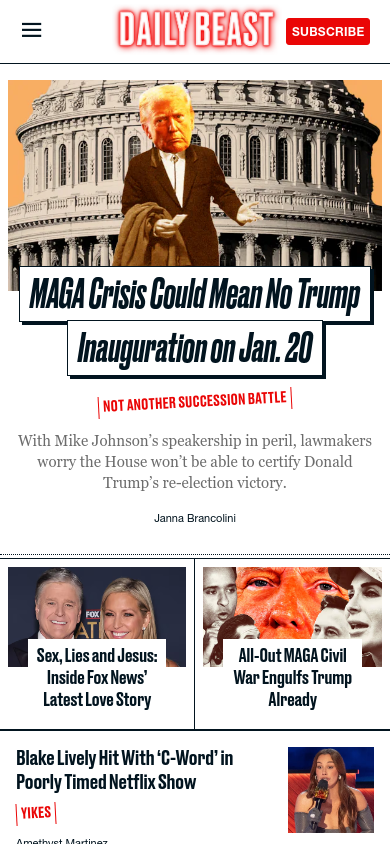 DAILY BEAST
SUBSCRIBE
MAGA Crisis Could Mean No Trump
Inauguration on Jan. 20
NOT ANOTHER SUCCESSION BATTLE
With Mike Johnson’s speakership in peril, lawmakers
worry the House won’t be able to certify Donald
Trump’s re-election victory.
Janna Brancolini
FOX
Sex, Lies and Jesus:
Inside Fox News’
Latest Love Story
All-Out MAGA Civil
War Engulfs Trump
Already
Blake Lively Hit With ‘C-Word’ in
Poorly Timed Netflix Show
YIKES
Amethyst Martinez